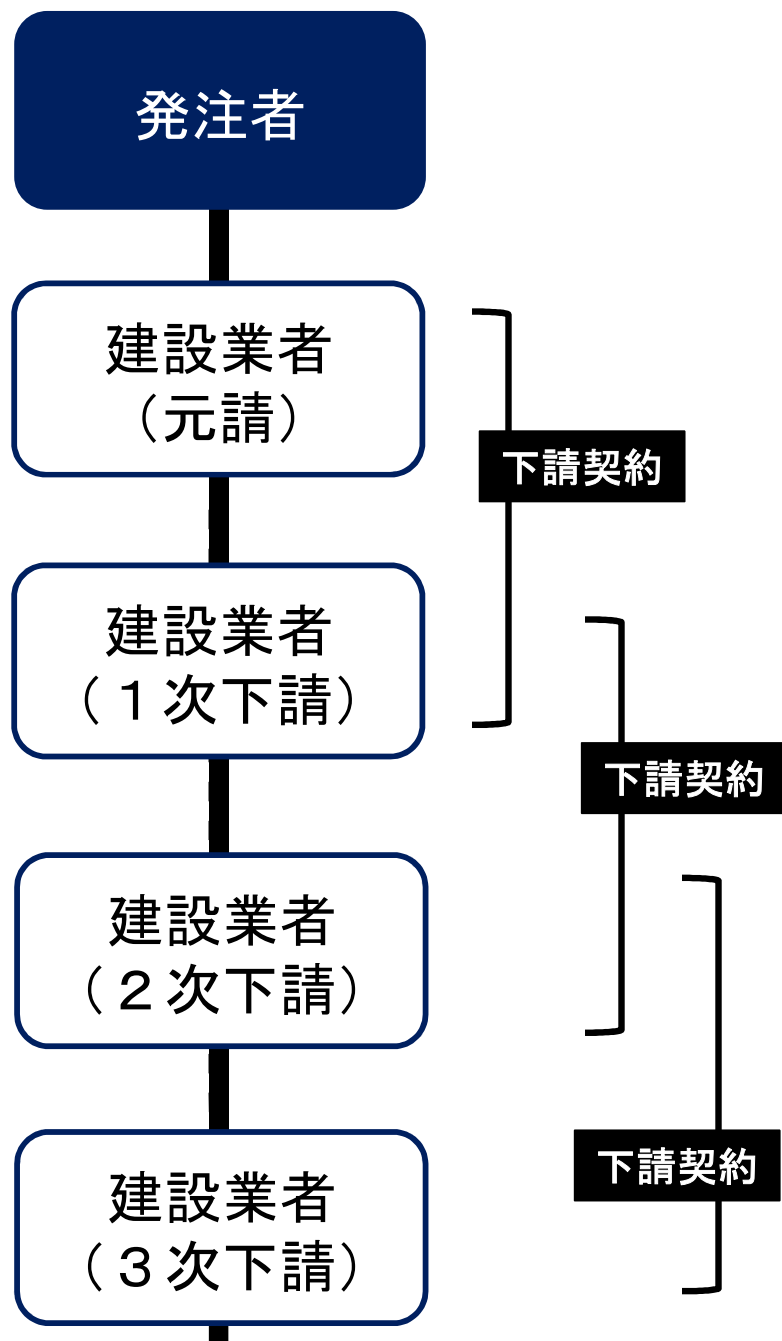 発注者
建設業者
（元請）
下請契約
建設業者
（１次下請）
下請契約
建設業者
（２次下請）
下請契約
建設業者
（３次下請）